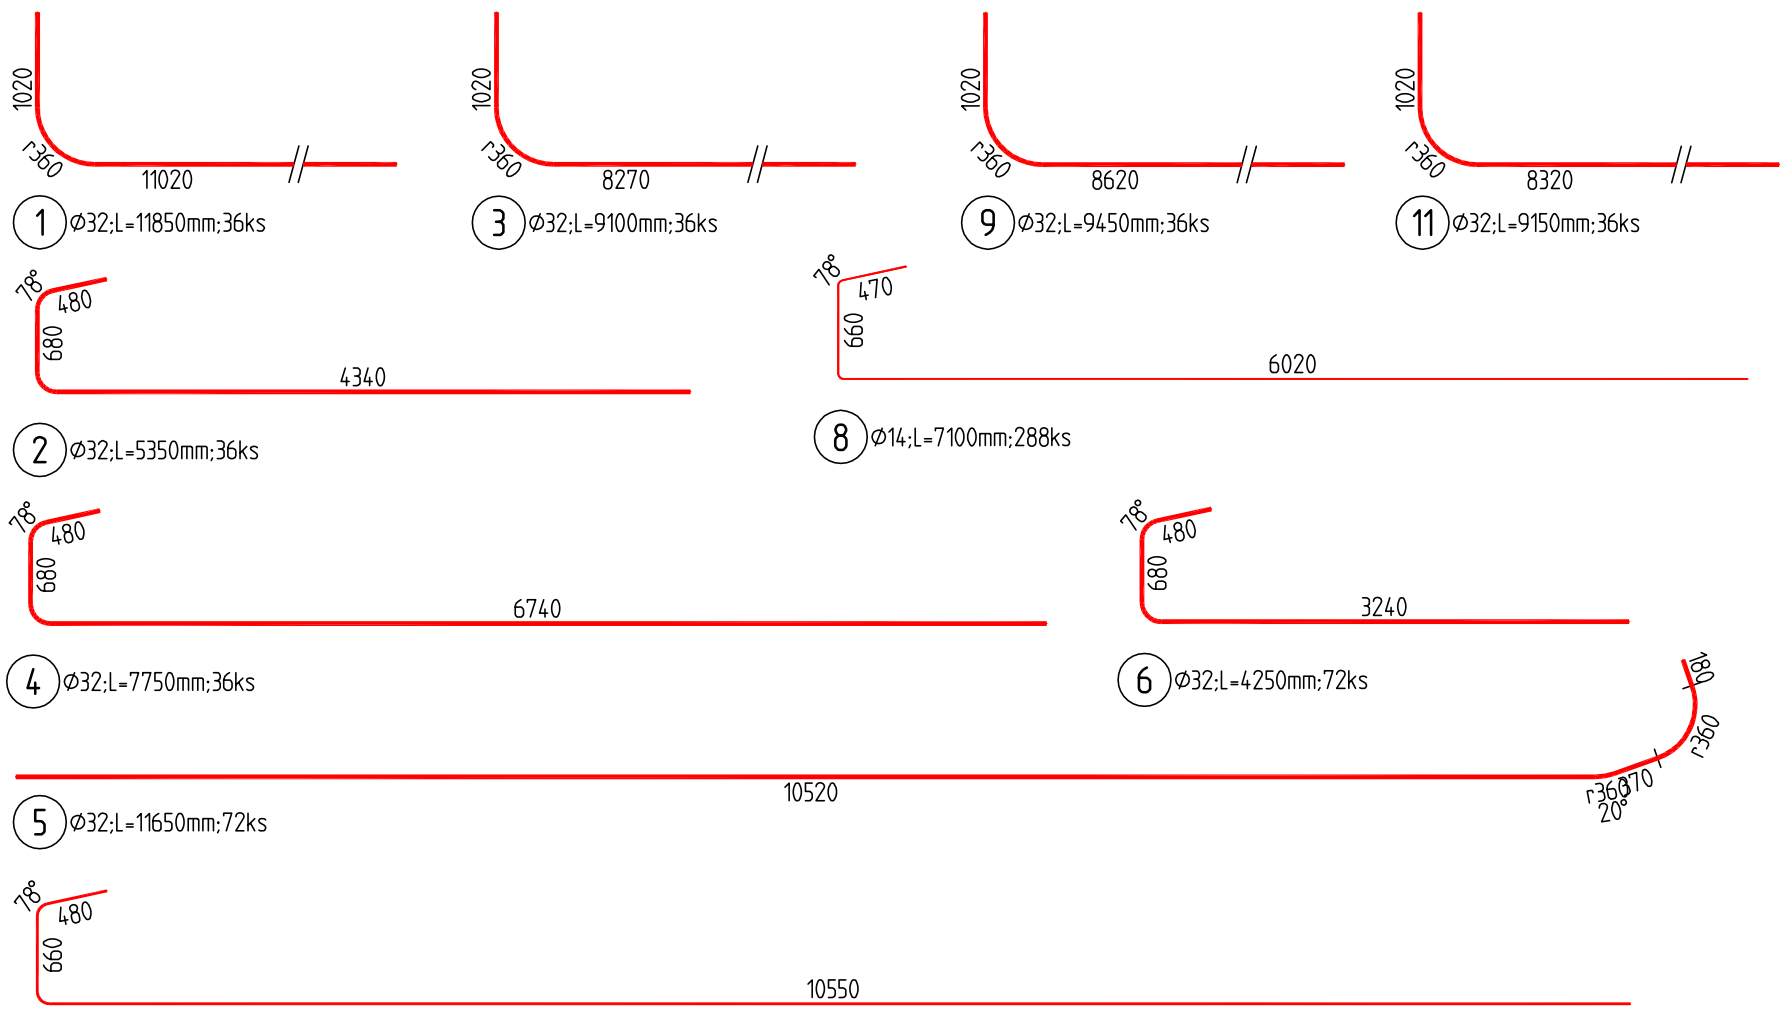 1020
r360
11020
1 Ø32;L=11850mm;36ks
1020
r360
8270
3 Ø32;L=9100mm;36ks
1020
r360
8620
9 Ø32;L=9450mm;36ks
1020
r360
8320
11 Ø32;L=9150mm;36ks
78°
480
680
4340
2 Ø32;L=5350mm;36ks
78°
470
660
6020
8 Ø14;L=7100mm;288ks
78°
480
680
6740
4 Ø32;L=7750mm;36ks
78°
480
680
3240
6 Ø32;L=4250mm;72ks
180
r360
370
r360
20°
10520
5 Ø32;L=11650mm;72ks
78°
480
660
10550